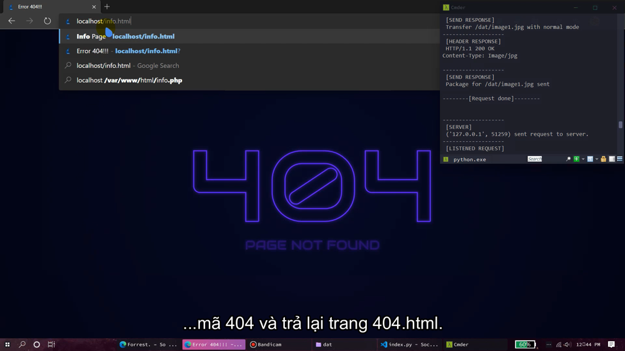 Error 404!!!
localhost/info.html
Info Page - localhost/info.html
Error 404!!! - localhost/info.html?
localhost/info.html - Google Search
localhost /var/www/html/info.php
Cmder
[SEND RESPONSE]
Transfer /dat/image1.jpg with normal mode
--------------------
[HEADER RESPONSE]
HTTP/1.1 200 OK
Content-Type: image/jpg
--------------------
[SEND RESPONSE]
Package for /dat/image1.jpg sent
--------[Request done]--------
--------------------
[SERVER]
('127.0.0.1', 51259) sent request to server.
--------------------
[LISTENED REQUEST]
python.exe
Search
404
PAGE NOT FOUND
...mã 404 và trả lại trang 404.html.
Forrest. - So ...
Error 404!!! - ...
Bandicam
dat
index.py - Soc...
Cmder
60%
12:44 PM